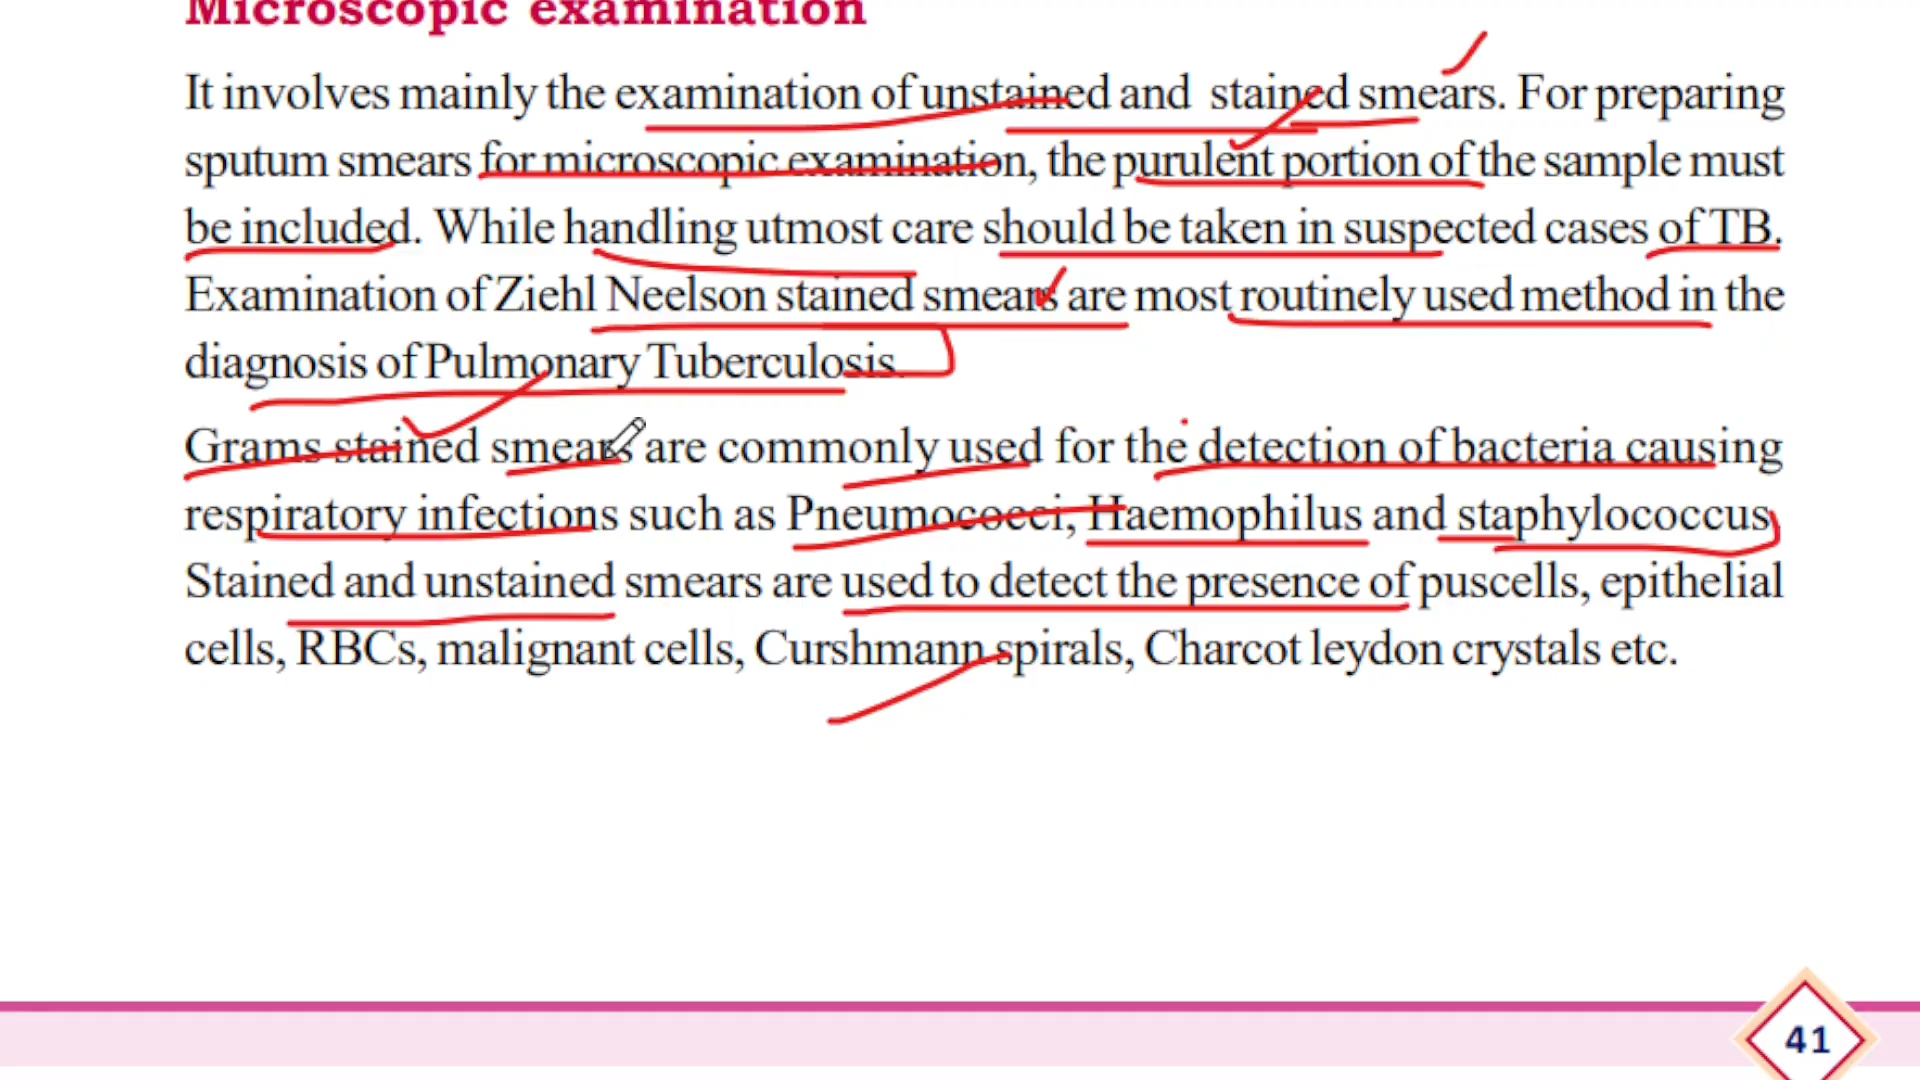 Microscopic examination
It involves mainly the examination of unstained and stained smears. For preparing
sputum smears for microscopic examination, the purulent portion of the sample must
be included. While handling utmost care should be taken in suspected cases of TB.
Examination of Ziehl Neelson stained smears are most routinely used method in the
diagnosis of Pulmonary Tuberculosis.
Grams stained smears are commonly used for the detection of bacteria causing
respiratory infections such as Pneumococci, Haemophilus and staphylococcus.
Stained and unstained smears are used to detect the presence of puscells, epithelial
cells, RBCs, malignant cells, Curshmann spirals, Charcot leydon crystals etc.
41